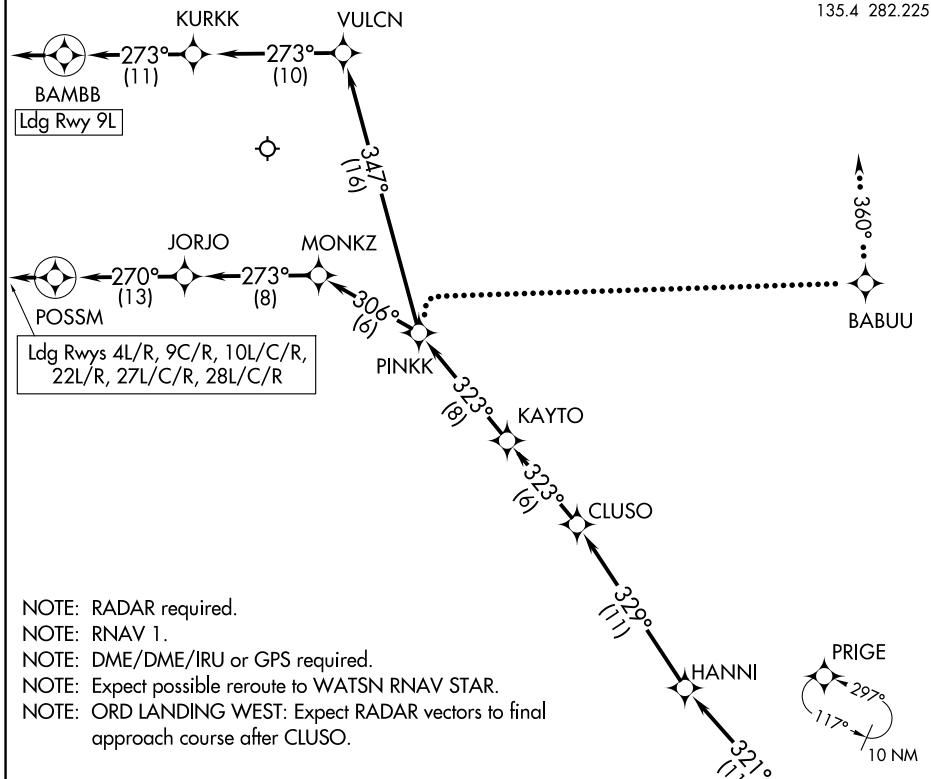 135.4 282.225
KURKK
VULCN
273°
(11)
273°
(10)
BAMBB
Ldg Rwy 9L
347°
(16)
360°
JORJO
MONKZ
270°
(13)
273°
(8)
306°
(6)
POSSM
BABUU
Ldg Rwys 4L/R, 9C/R, 10L/C/R,
22L/R, 27L/C/R, 28L/C/R
PINKK
323°
(8)
KAYTO
323°
(6)
CLUSO
329°
(11)
NOTE: RADAR required.
NOTE: RNAV 1.
NOTE: DME/DME/IRU or GPS required.
NOTE: Expect possible reroute to WATSN RNAV STAR.
NOTE: ORD LANDING WEST: Expect RADAR vectors to final
approach course after CLUSO.
HANNI
PRIGE
297°
117°
10 NM
321°